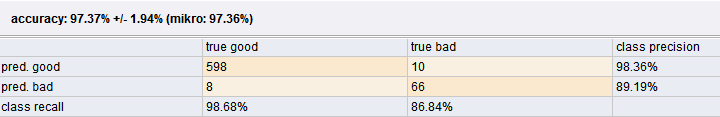 accuracy: 97.37% +/- 1.94% (mikro: 97.36%)
true good true bad class precision
pred. good 598 10 98.36%
pred. bad 8 66 89.19%
class recall 98.68% 86.84%